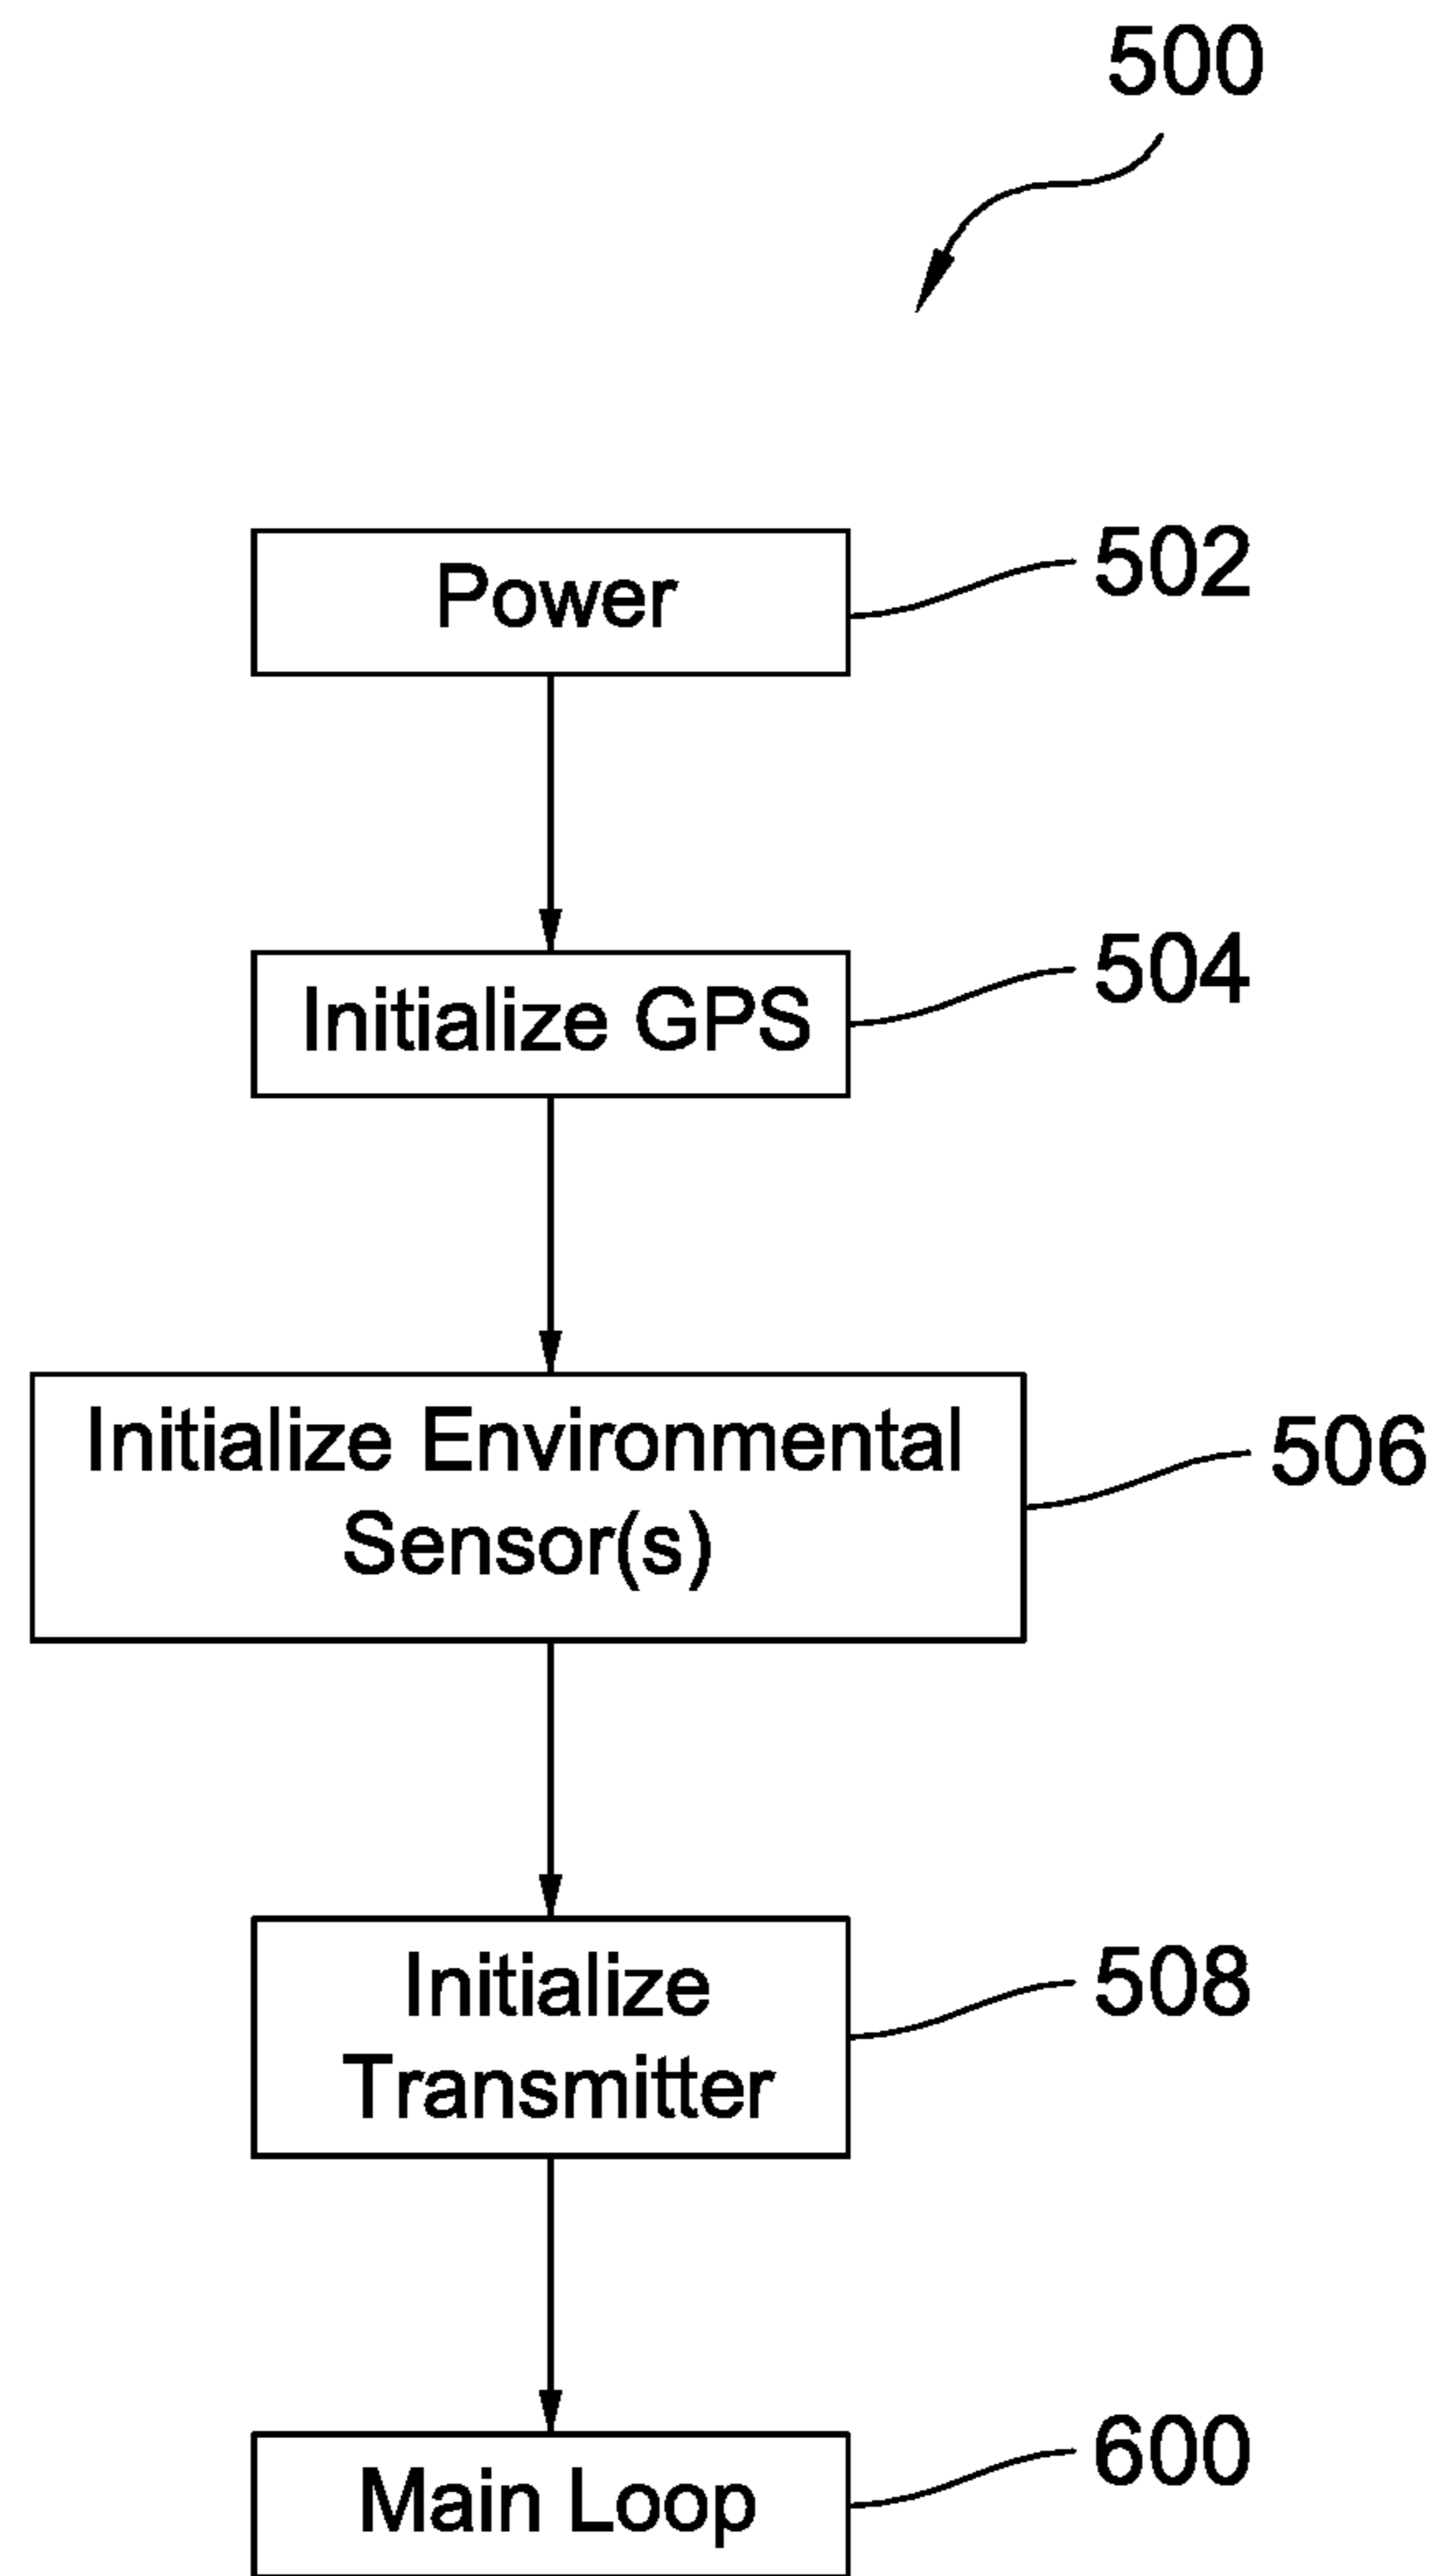 500
Power
502
Initialize GPS
504
Initialize Environmental
Sensor(s)
506
Initialize
Transmitter
508
Main Loop
600